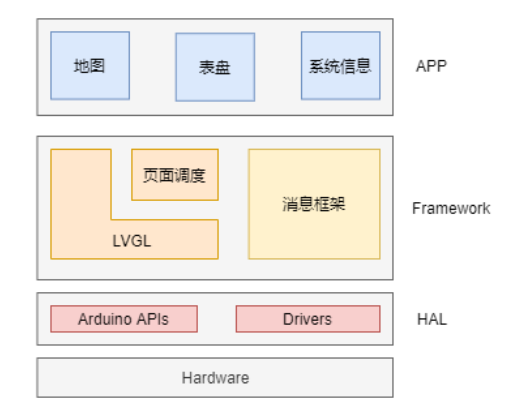 地图
表盘
系统信息
APP
页面调度
消息框架
LVGL
Framework
Arduino APIs
Drivers
HAL
Hardware